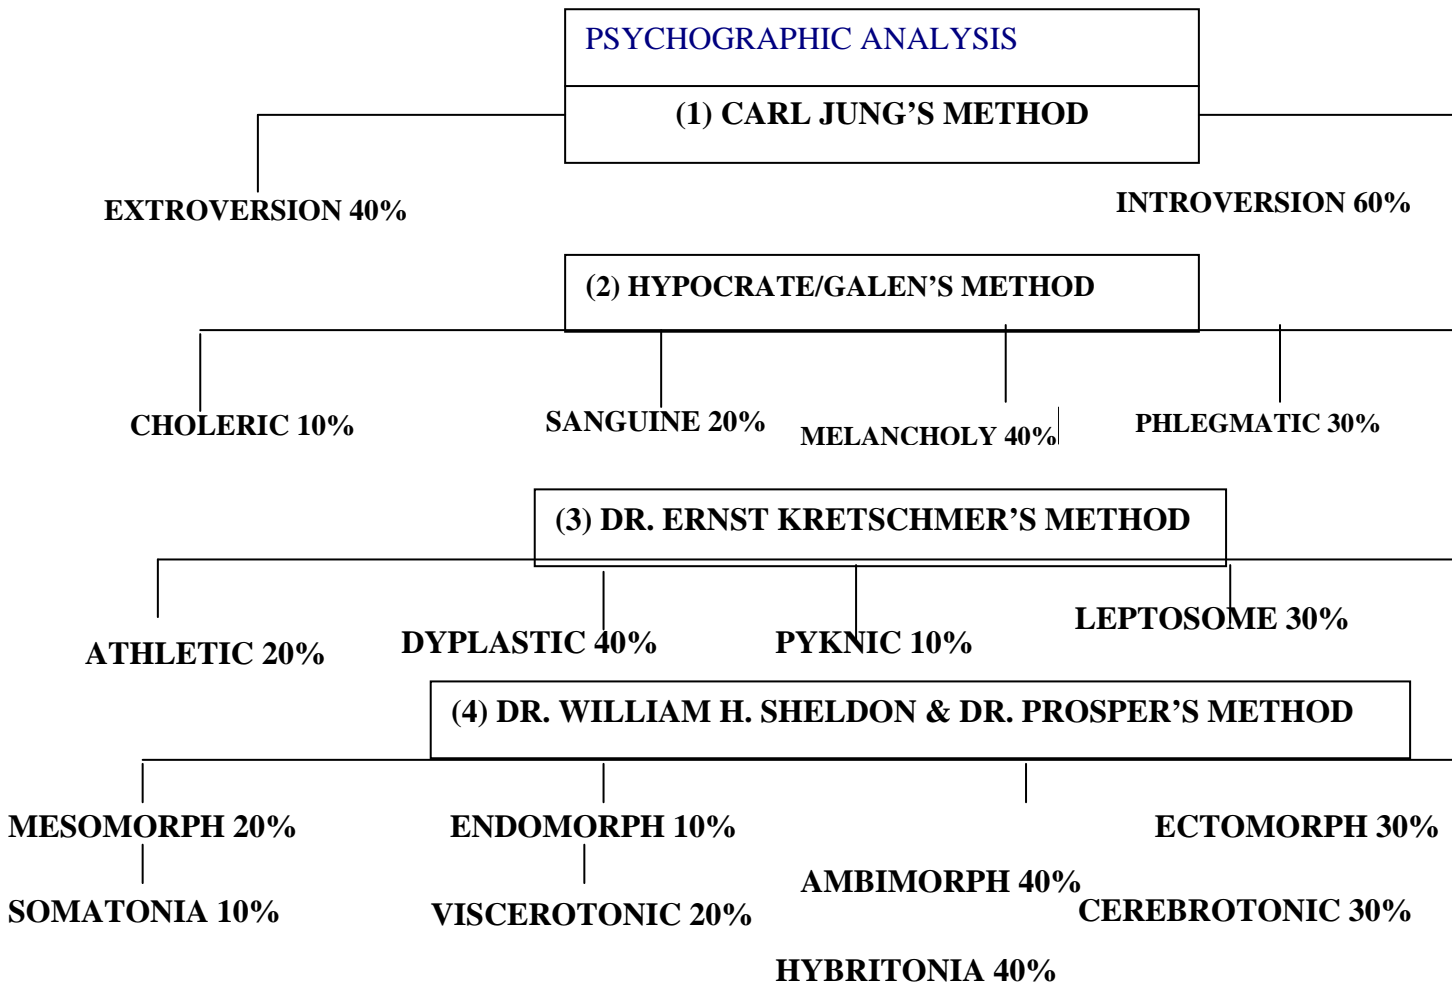 PSYCHOGRAPHIC ANALYSIS
(1) CARL JUNG’S METHOD
EXTROVERSION 40%
INTROVERSION 60%
(2) HYPOCRATE/GALEN’S METHOD
CHOLERIC 10%
SANGUINE 20%
MELANCHOLY 40%
PHLEGMATIC 30%
(3) DR. ERNST KRETSCHMER’S METHOD
ATHLETIC 20%
DYPLASTIC 40%
PYKNIC 10%
LEPTOSOME 30%
(4) DR. WILLIAM H. SHELDON & DR. PROSPER’S METHOD
MESOMORPH 20%
ENDOMORPH 10%
ECTOMORPH 30%
AMBIMORPH 40%
SOMATONIA 10%
VISCEROTONIC 20%
CEREBROTONIC 30%
HYBRITONIA 40%